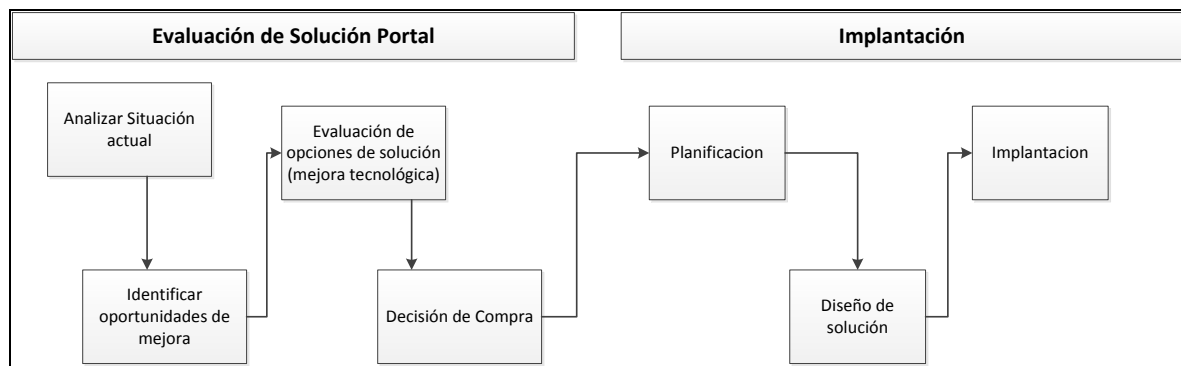 Evaluación de Solución Portal
Implantación
Analizar Situación
actual
Identificar
oportunidades de
mejora
Evaluación de
opciones de solución
(mejora tecnológica)
Decisión de Compra
Planificacion
Diseño de
solución
Implantacion